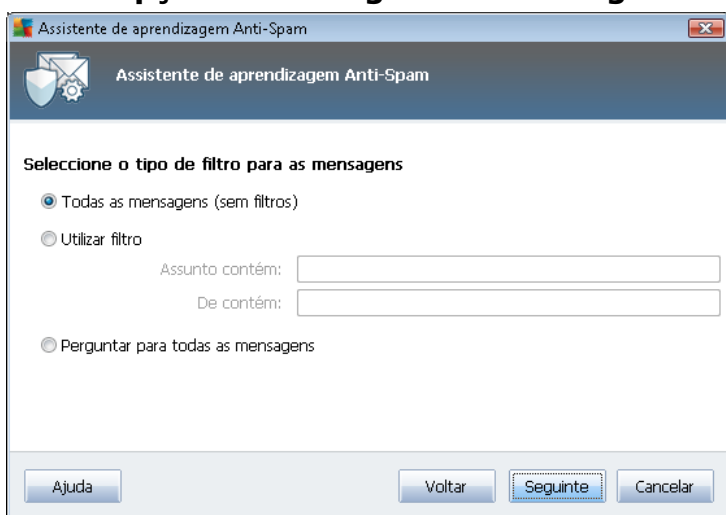 Assistente de aprendizagem Anti-Spam
Assistente de aprendizagem Anti-Spam
Seleccione o tipo de filtro para as mensagens
Todas as mensagens (sem filtros)
Utilizar filtro
Assunto contém:
De contém:
Perguntar para todas as mensagens
Ajuda Voltar Seguinte Cancelar